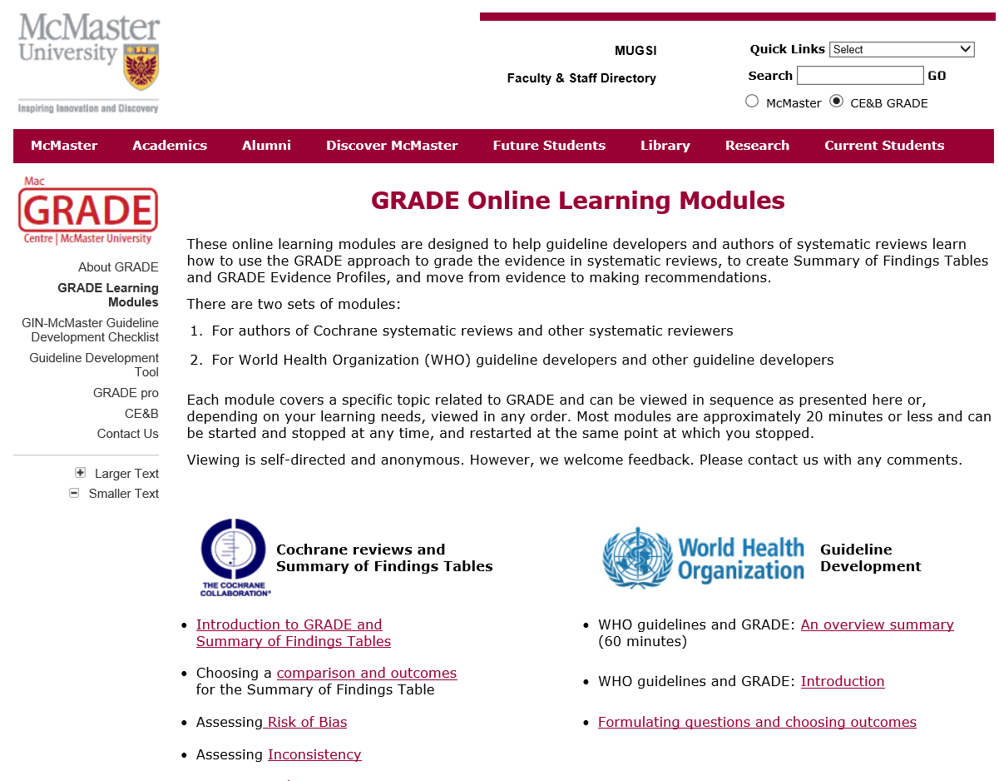 McMaster
University
Inspiring Innovation and Discovery
MUGSI
Faculty & Staff Directory
Quick Links Select
Search GO
McMaster CE&B GRADE
McMaster Academics Alumni Discover McMaster Future Students Library Research Current Students
Mac
GRADE
Centre | McMaster University
About GRADE
GRADE Learning
Modules
GIN-McMaster Guideline
Development Checklist
Guideline Development
Tool
GRADE pro
CE&B
Contact Us
Larger Text
Smaller Text
GRADE Online Learning Modules
These online learning modules are designed to help guideline developers and authors of systematic reviews learn
how to use the GRADE approach to grade the evidence in systematic reviews, to create Summary of Findings Tables
and GRADE Evidence Profiles, and move from evidence to making recommendations.
There are two sets of modules:
1. For authors of Cochrane systematic reviews and other systematic reviewers
2. For World Health Organization (WHO) guideline developers and other guideline developers
Each module covers a specific topic related to GRADE and can be viewed in sequence as presented here or,
depending on your learning needs, viewed in any order. Most modules are approximately 20 minutes or less and can
be started and stopped at any time, and restarted at the same point at which you stopped.
Viewing is self-directed and anonymous. However, we welcome feedback. Please contact us with any comments.
THE COCHRANE
COLLABORATION®
Cochrane reviews and
Summary of Findings Tables
• Introduction to GRADE and
Summary of Findings Tables
• Choosing a comparison and outcomes
for the Summary of Findings Table
• Assessing Risk of Bias
• Assessing Inconsistency
World Health
Organization
Guideline
Development
• WHO guidelines and GRADE: An overview summary
(60 minutes)
• WHO guidelines and GRADE: Introduction
• Formulating questions and choosing outcomes